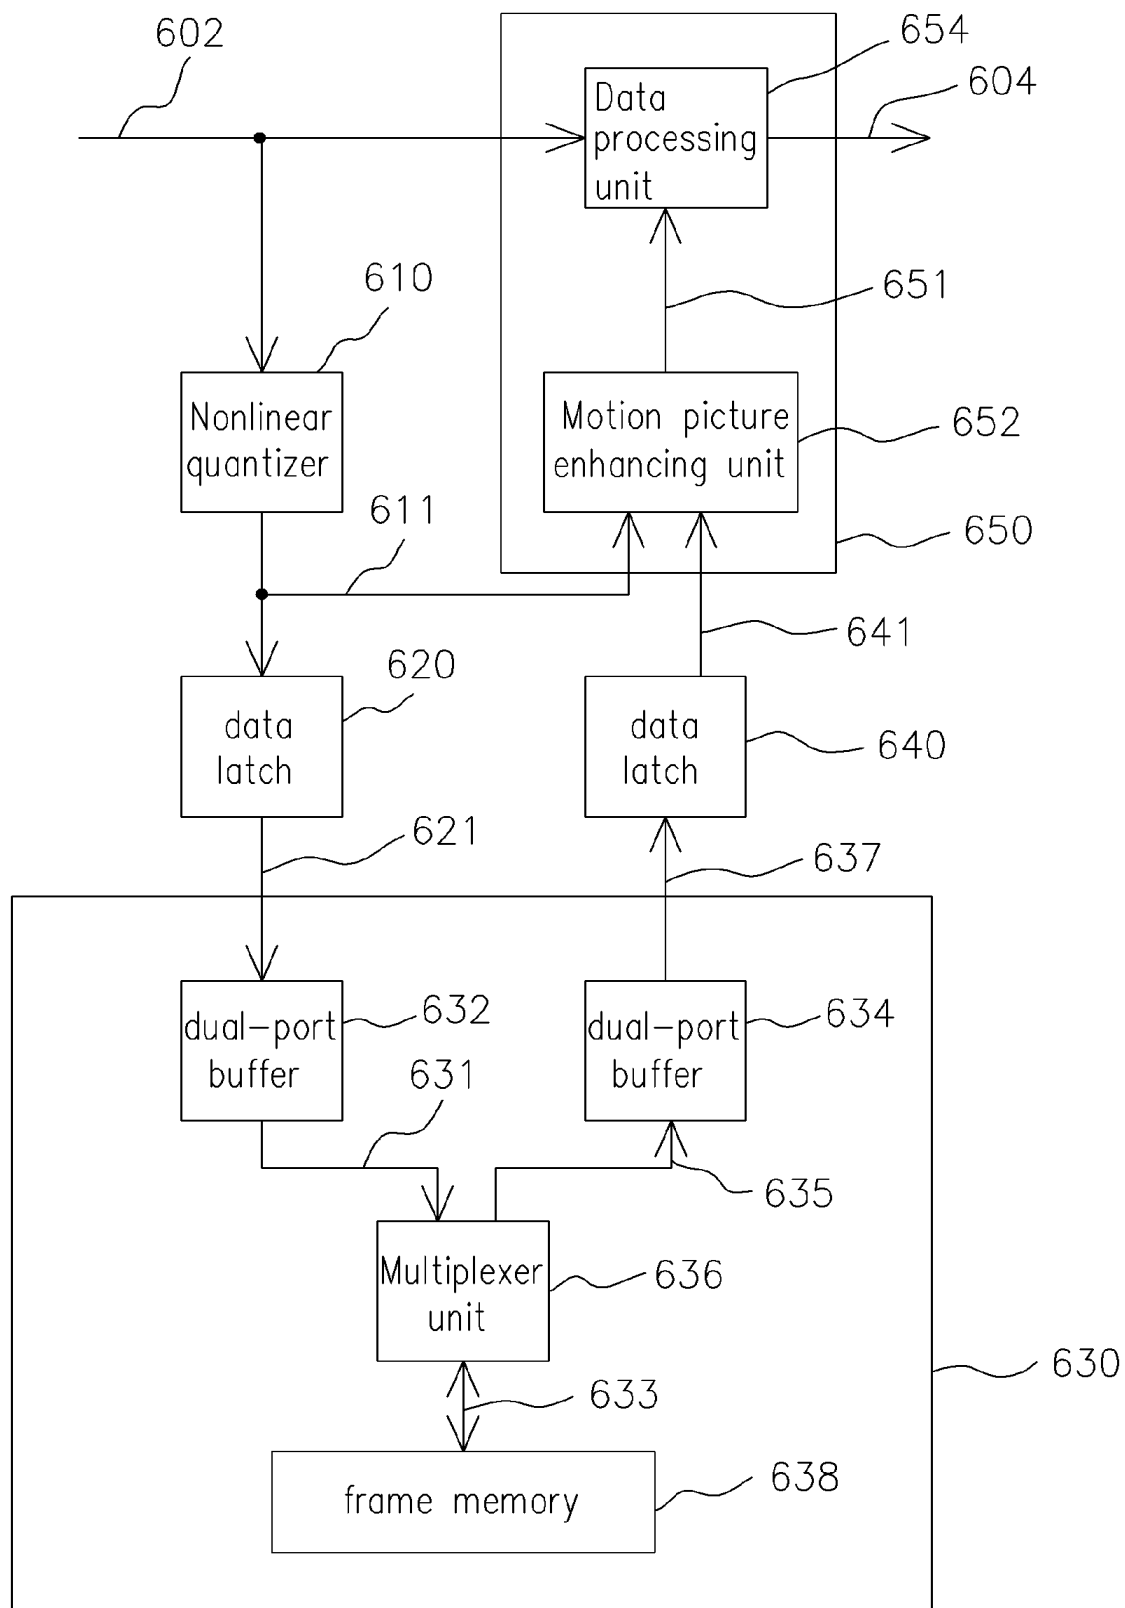 602
654
604
Data
processing
unit
610
651
Nonlinear
quantizer
Motion picture
enhancing unit
652
611
650
641
620
data
latch
data
latch
640
621
637
dual-port
buffer
632
dual-port
buffer
634
631
635
Multiplexer
unit
636
630
633
frame memory
638